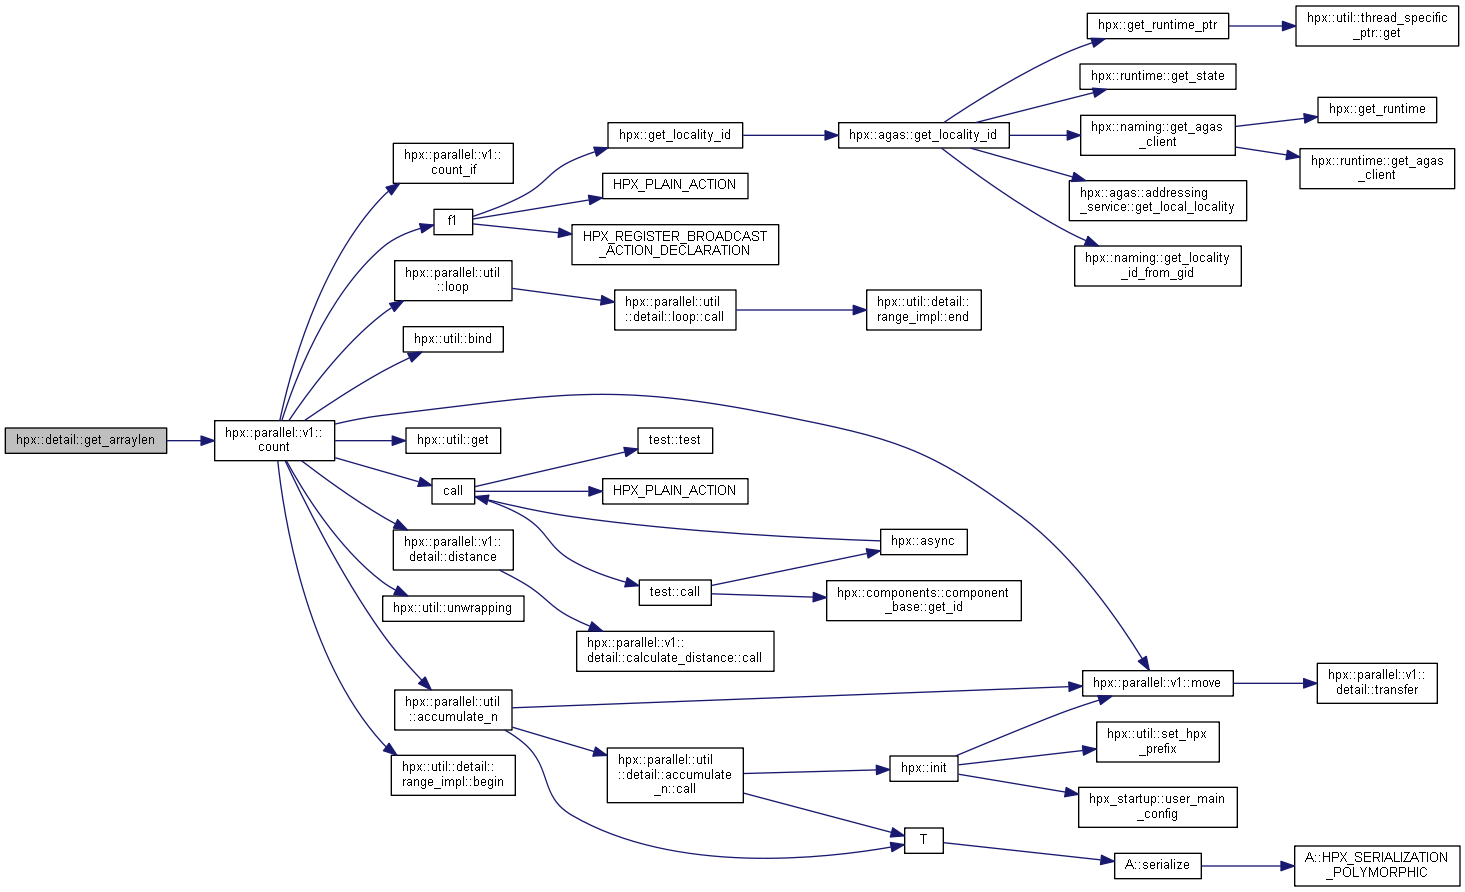 hpx::detail::get_arraylen
hpx::parallel::v1::
count
hpx::parallel::v1::
count_if
f1
hpx::get_locality_id
hpx::agas::get_locality_id
hpx::get_runtime_ptr
hpx::util::thread_specific
_ptr::get
hpx::runtime::get_state
hpx::naming::get_agas
_client
hpx::get_runtime
hpx::runtime::get_agas
_client
hpx::agas::addressing
_service::get_local_locality
hpx::naming::get_locality
_id_from_gid
HPX_PLAIN_ACTION
HPX_REGISTER_BROADCAST
_ACTION_DECLARATION
hpx::parallel::util
::loop
hpx::parallel::util
::detail::loop::call
hpx::util::detail::
range_impl::end
hpx::util::bind
hpx::util::get
call
test::test
HPX_PLAIN_ACTION
test::call
hpx::async
hpx::components::component
_base::get_id
hpx::parallel::v1::
detail::distance
hpx::parallel::v1::
detail::calculate_distance::call
hpx::util::unwrapping
hpx::parallel::util
::accumulate_n
hpx::parallel::util
::detail::accumulate
_n::call
hpx::init
hpx::parallel::v1::move
hpx::parallel::v1::
detail::transfer
hpx::util::set_hpx
_prefix
hpx_startup::user_main
_config
T
A::serialize
A::HPX_SERIALIZATION
_POLYMORPHIC
hpx::util::detail::
range_impl::begin